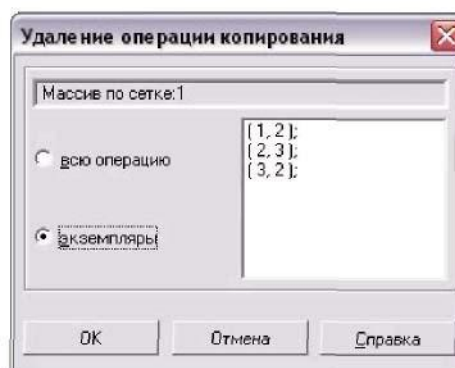 Удаление операции копирования
Массив по сетке:1
всю операцию
экземпляры
( 1, 2 );
( 2, 3 );
( 3, 2 );
OK
Отмена
Справка